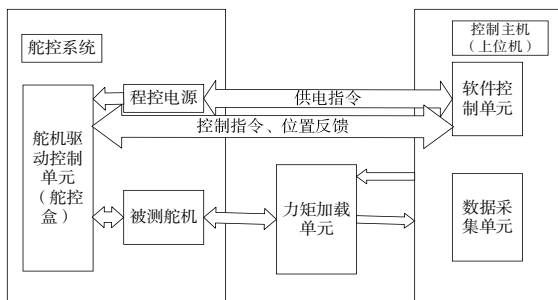 舵控系统
控制主机
（上位机）
程控电源
供电指令
软件控
制单元
控制指令、位置反馈
舵机驱
动控制
单元
（舵控
盒）
被测舵机
力矩加载
单元
数据采
集单元